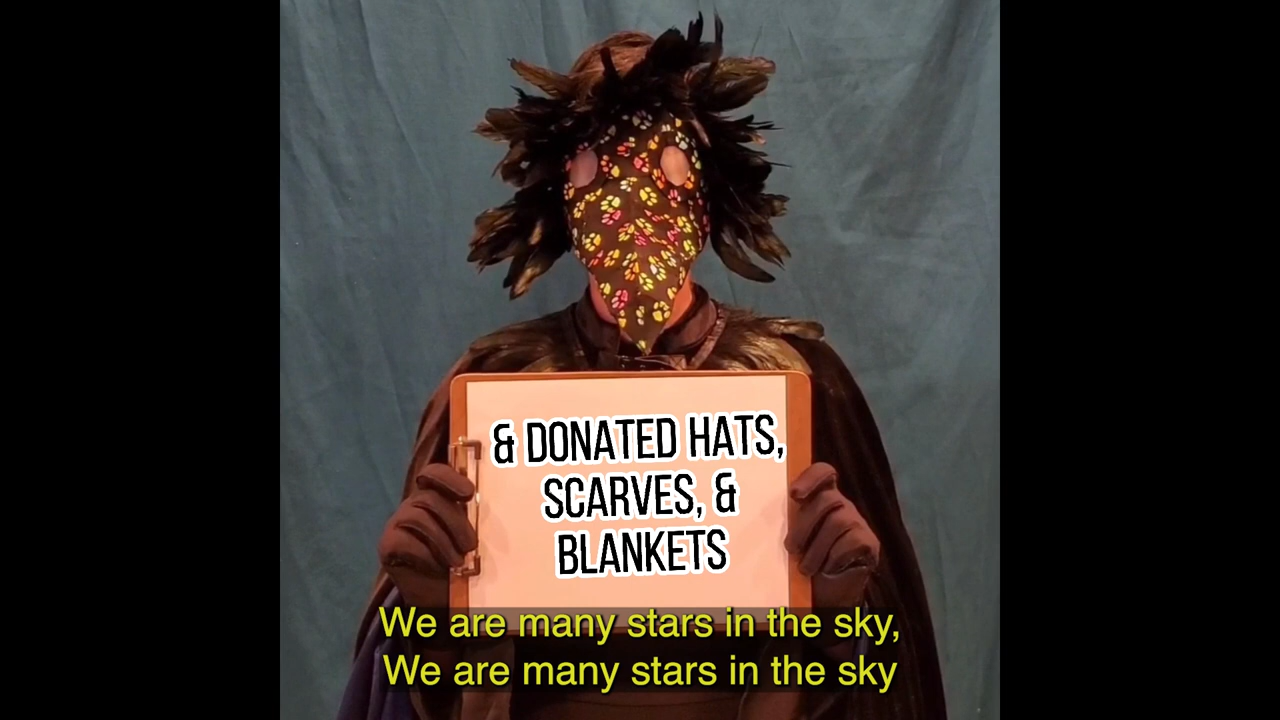 & DONATED HATS,
SCARVES, &
BLANKETS
We are many stars in the sky,
We are many stars in the sky